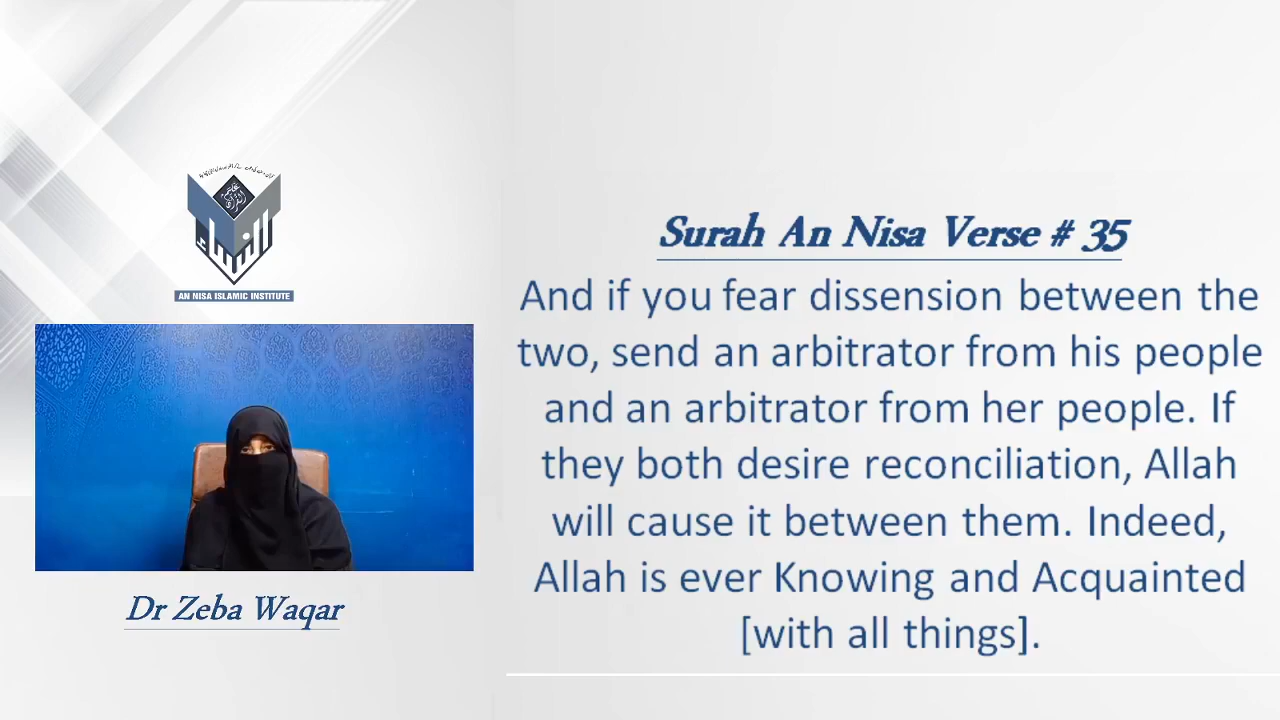 النساء
AN NISA ISLAMIC INSTITUTE
Dr Zeba Waqar
Surah An Nisa Verse # 35
And if you fear dissension between the
two, send an arbitrator from his people
and an arbitrator from her people. If
they both desire reconciliation, Allah
will cause it between them. Indeed,
Allah is ever Knowing and Acquainted
[with all things].